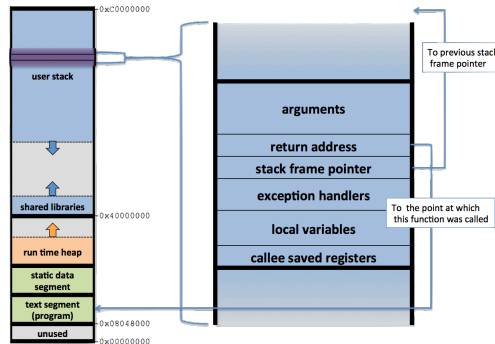 0xC0000000
user stack
shared libraries
0x40000000
run time heap
static data
segment
text segment
(program)
0x08048000
unused
0x00000000
arguments
return address
stack frame pointer
exception handlers
local variables
callee saved registers
To previous stack
frame pointer
To the point at which
this function was called